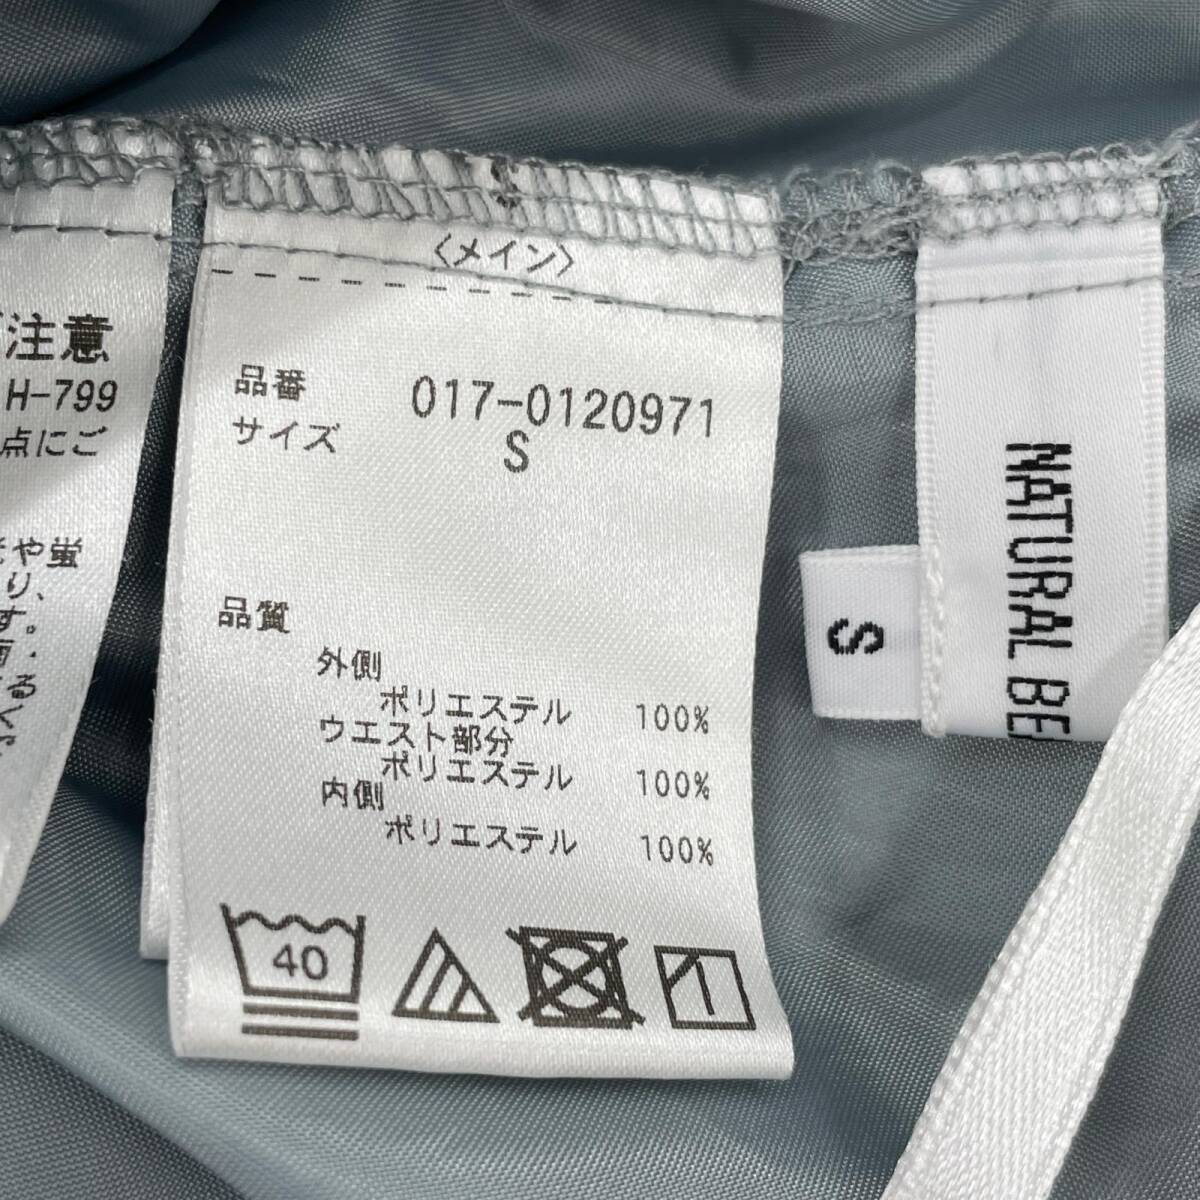 注意
H-799
点にご
や蛍
り、
す。
〈メイン〉
品番 017-0120971
サイズ S
品質
外側
ポリエステル 100%
ウエスト部分
ポリエステル 100%
内側
ポリエステル 100%
40
S
NATURAL